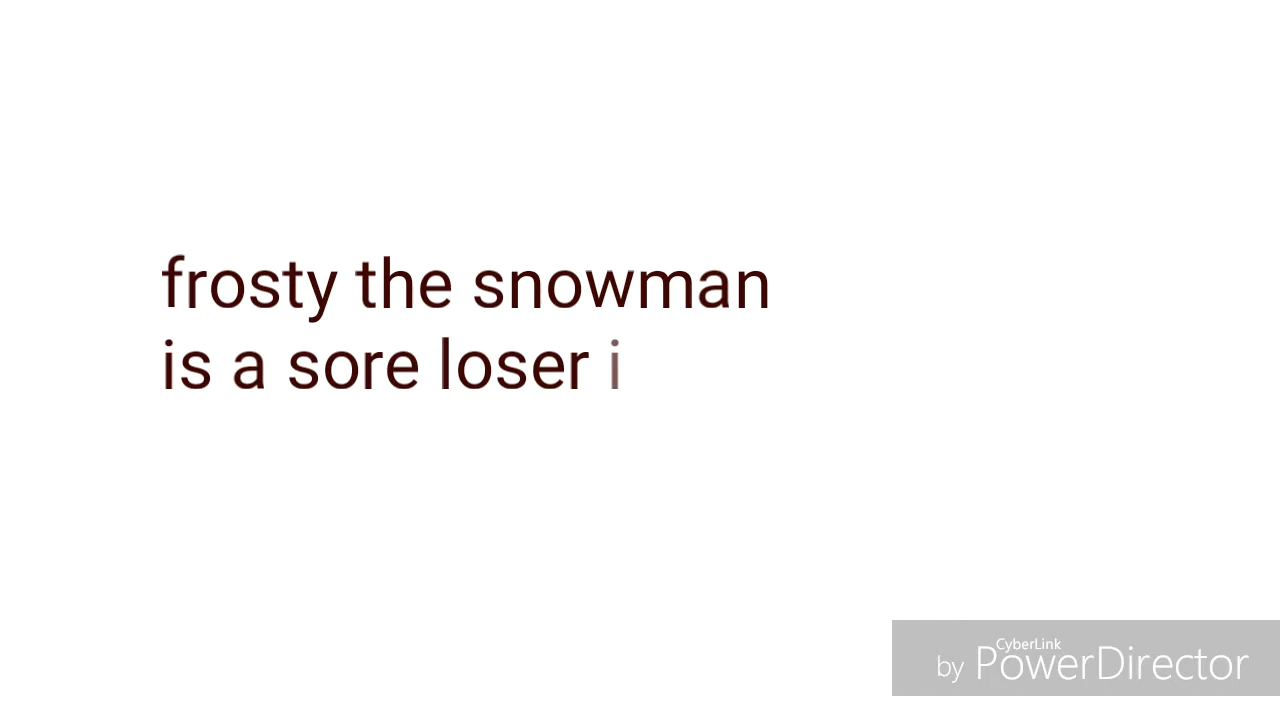 frosty the snowman
is a sore loser i
CyberLink
by PowerDirector